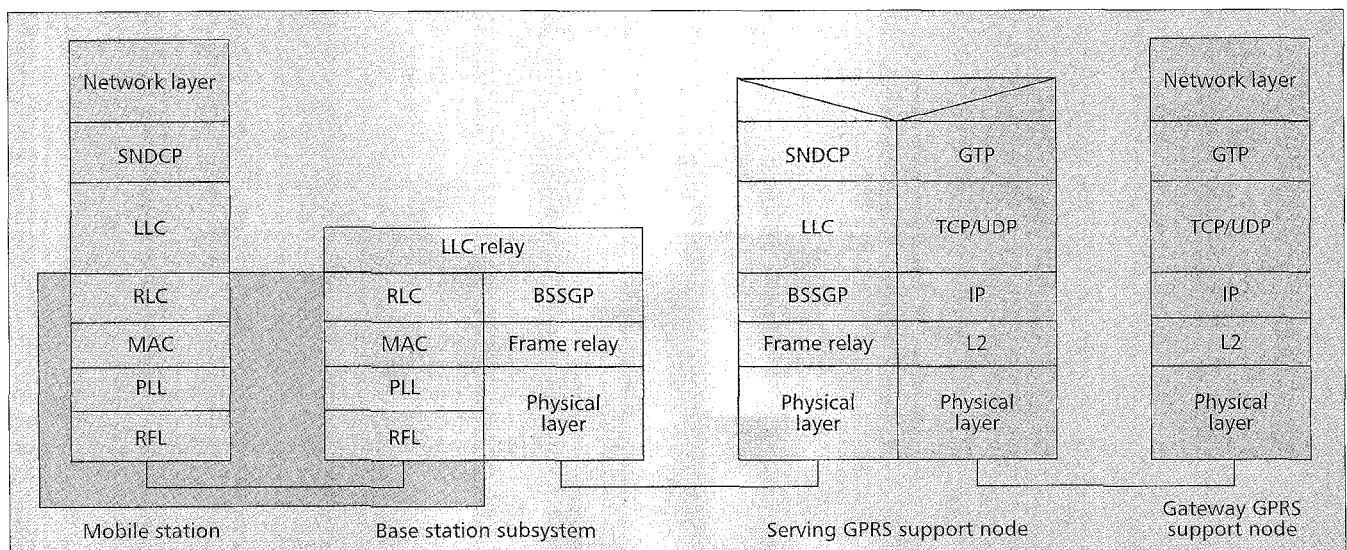 Network layer
SNDCP
LLC
RLC
MAC
PLL
RFL
Mobile station
LLC relay
RLC
BSSGP
MAC
Frame relay
PLL
RFL
Physical
layer
Base station subsystem
SNDCP
GTP
LLC
TCP/UDP
BSSGP
IP
Frame relay
L2
Physical
layer
Physical
layer
Serving GPRS support node
Network layer
GTP
TCP/UDP
IP
L2
Physical
layer
Gateway GPRS
support node